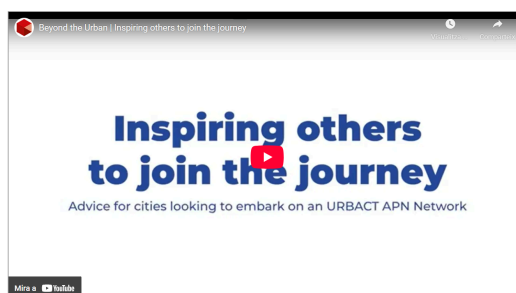 Beyond the Urban | Inspiring others to join the journey
Inspiring others
to join the journey
Advice for cities looking to embark on an URBACT APN Network
Mira a YouTube